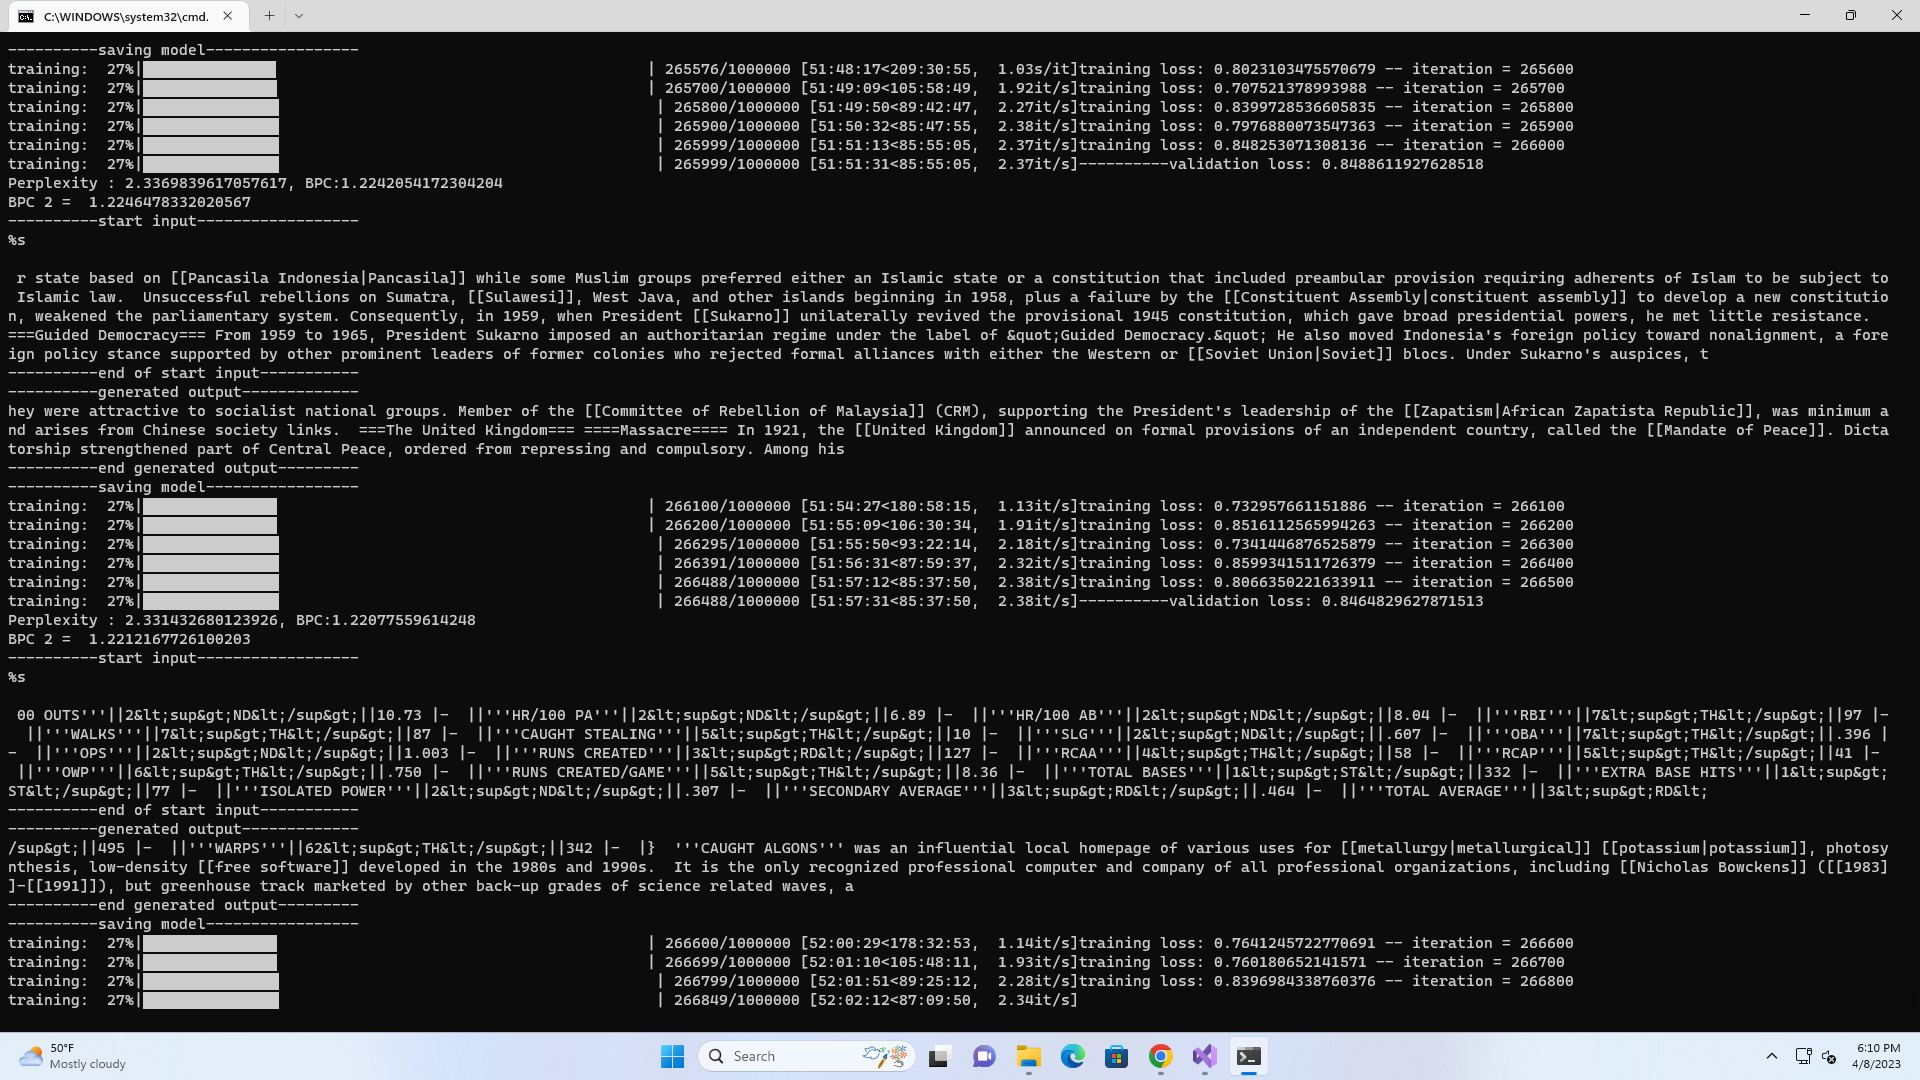 C:\WINDOWS\system32\cmd.
----------saving model-----------------
training:  27%| | 265576/1000000 [51:48:17<209:30:55,  1.03s/it]training loss: 0.8023103475570679 -- iteration = 265600
training:  27%| | 265700/1000000 [51:49:09<105:58:49,  1.92it/s]training loss: 0.707521378993988 -- iteration = 265700
training:  27%| | 265800/1000000 [51:49:50<89:42:47,  2.27it/s]training loss: 0.8399728536605835 -- iteration = 265800
training:  27%| | 265900/1000000 [51:50:32<85:47:55,  2.38it/s]training loss: 0.7976880073547363 -- iteration = 265900
training:  27%| | 265999/1000000 [51:51:13<85:55:05,  2.37it/s]training loss: 0.848253071308136 -- iteration = 266000
training:  27%| | 265999/1000000 [51:51:31<85:55:05,  2.37it/s]----------validation loss: 0.8488611927628518
Perplexity : 2.3369839617057617, BPC:1.2242054172304204
BPC 2 =  1.2246478332020567
----------start input------------------
%s
r state based on [[Pancasila Indonesia|Pancasila]] while some Muslim groups preferred either an Islamic state or a constitution that included preambular provision requiring adherents of Islam to be subject to
Islamic law.  Unsuccessful rebellions on Sumatra, [[Sulawesi]], West Java, and other islands beginning in 1958, plus a failure by the [[Constituent Assembly|constituent assembly]] to develop a new constitutio
n, weakened the parliamentary system. Consequently, in 1959, when President [[Sukarno]] unilaterally revived the provisional 1945 constitution, which gave broad presidential powers, he met little resistance.
===Guided Democracy=== From 1959 to 1965, President Sukarno imposed an authoritarian regime under the label of &quot;Guided Democracy.&quot; He also moved Indonesia's foreign policy toward nonalignment, a fore
ign policy stance supported by other prominent leaders of former colonies who rejected formal alliances with either the Western or [[Soviet Union|Soviet]] blocs. Under Sukarno's auspices, t
----------end of start input-----------
----------generated output-------------
hey were attractive to socialist national groups. Member of the [[Committee of Rebellion of Malaysia]] (CRM), supporting the President's leadership of the [[Zapatism|African Zapatista Republic]], was minimum a
nd arises from Chinese society links.  ===The United Kingdom=== ====Massacre==== In 1921, the [[United Kingdom]] announced on formal provisions of an independent country, called the [[Mandate of Peace]]. Dicta
torship strengthened part of Central Peace, ordered from repressing and compulsory. Among his
----------end generated output---------
----------saving model-----------------
training:  27%| | 266100/1000000 [51:54:27<180:58:15,  1.13it/s]training loss: 0.732957661151886 -- iteration = 266100
training:  27%| | 266200/1000000 [51:55:09<106:30:34,  1.91it/s]training loss: 0.8516112565994263 -- iteration = 266200
training:  27%| | 266295/1000000 [51:55:50<93:22:14,  2.18it/s]training loss: 0.7341446876525879 -- iteration = 266300
training:  27%| | 266391/1000000 [51:56:31<87:59:37,  2.32it/s]training loss: 0.8599341511726379 -- iteration = 266400
training:  27%| | 266488/1000000 [51:57:12<85:37:50,  2.38it/s]training loss: 0.8066350221633911 -- iteration = 266500
training:  27%| | 266488/1000000 [51:57:31<85:37:50,  2.38it/s]----------validation loss: 0.8464829627871513
Perplexity : 2.331432680123926, BPC:1.22077559614248
BPC 2 =  1.2212167726100203
----------start input------------------
%s
00 OUTS'''||2&lt;sup&gt;ND&lt;/sup&gt;||10.73 |-  ||'''HR/100 PA'''||2&lt;sup&gt;ND&lt;/sup&gt;||6.89 |-  ||'''HR/100 AB'''||2&lt;sup&gt;ND&lt;/sup&gt;||8.04 |-  ||'''RBI'''||7&lt;sup&gt;TH&lt;/sup&gt;||97 |-
||'''WALKS'''||7&lt;sup&gt;TH&lt;/sup&gt;||87 |-  ||'''CAUGHT STEALING'''||5&lt;sup&gt;TH&lt;/sup&gt;||10 |-  ||'''SLG'''||2&lt;sup&gt;ND&lt;/sup&gt;||.607 |-  ||'''OBA'''||7&lt;sup&gt;TH&lt;/sup&gt;||.396 |
-  ||'''OPS'''||2&lt;sup&gt;ND&lt;/sup&gt;||1.003 |-  ||'''RUNS CREATED'''||3&lt;sup&gt;RD&lt;/sup&gt;||127 |-  ||'''RCAA'''||4&lt;sup&gt;TH&lt;/sup&gt;||58 |-  ||'''RCAP'''||5&lt;sup&gt;TH&lt;/sup&gt;||41 |-
||'''OWP'''||6&lt;sup&gt;TH&lt;/sup&gt;||.750 |-  ||'''RUNS CREATED/GAME'''||5&lt;sup&gt;TH&lt;/sup&gt;||8.36 |-  ||'''TOTAL BASES'''||1&lt;sup&gt;ST&lt;/sup&gt;||332 |-  ||'''EXTRA BASE HITS'''||1&lt;sup&gt;
ST&lt;/sup&gt;||77 |-  ||'''ISOLATED POWER'''||2&lt;sup&gt;ND&lt;/sup&gt;||.307 |-  ||'''SECONDARY AVERAGE'''||3&lt;sup&gt;RD&lt;/sup&gt;||.464 |-  ||'''TOTAL AVERAGE'''||3&lt;sup&gt;RD&lt;
----------end of start input-----------
----------generated output-------------
/sup&gt;||495 |-  ||'''WARPS'''||62&lt;sup&gt;TH&lt;/sup&gt;||342 |-  |}  '''CAUGHT ALGONS''' was an influential local homepage of various uses for [[metallurgy|metallurgical]] [[potassium|potassium]], photosy
nthesis, low-density [[free software]] developed in the 1980s and 1990s.  It is the only recognized professional computer and company of all professional organizations, including [[Nicholas Bowckens]] ([[1983]
]-[[1991]]), but greenhouse track marketed by other back-up grades of science related waves, a
----------end generated output---------
----------saving model-----------------
training:  27%| | 266600/1000000 [52:00:29<178:32:53,  1.14it/s]training loss: 0.7641245722770691 -- iteration = 266600
training:  27%| | 266699/1000000 [52:01:10<105:48:11,  1.93it/s]training loss: 0.760180652141571 -- iteration = 266700
training:  27%| | 266799/1000000 [52:01:51<89:25:12,  2.28it/s]training loss: 0.8396984338760376 -- iteration = 266800
training:  27%| | 266849/1000000 [52:02:12<87:09:50,  2.34it/s]
50°F
Mostly cloudy
Search
6:10 PM
4/8/2023